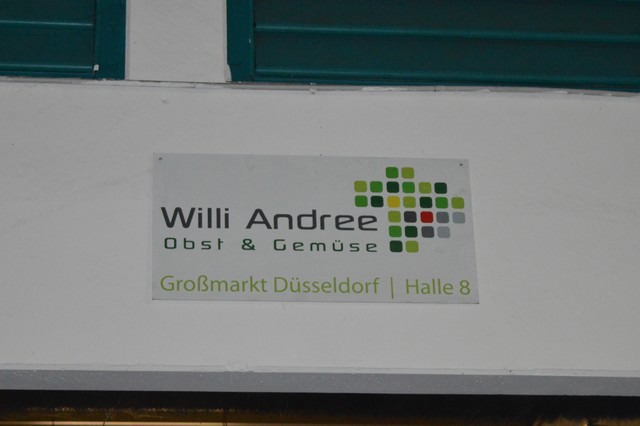 Willi Andree
Obst & Gemüse
Großmarkt Düsseldorf | Halle 8